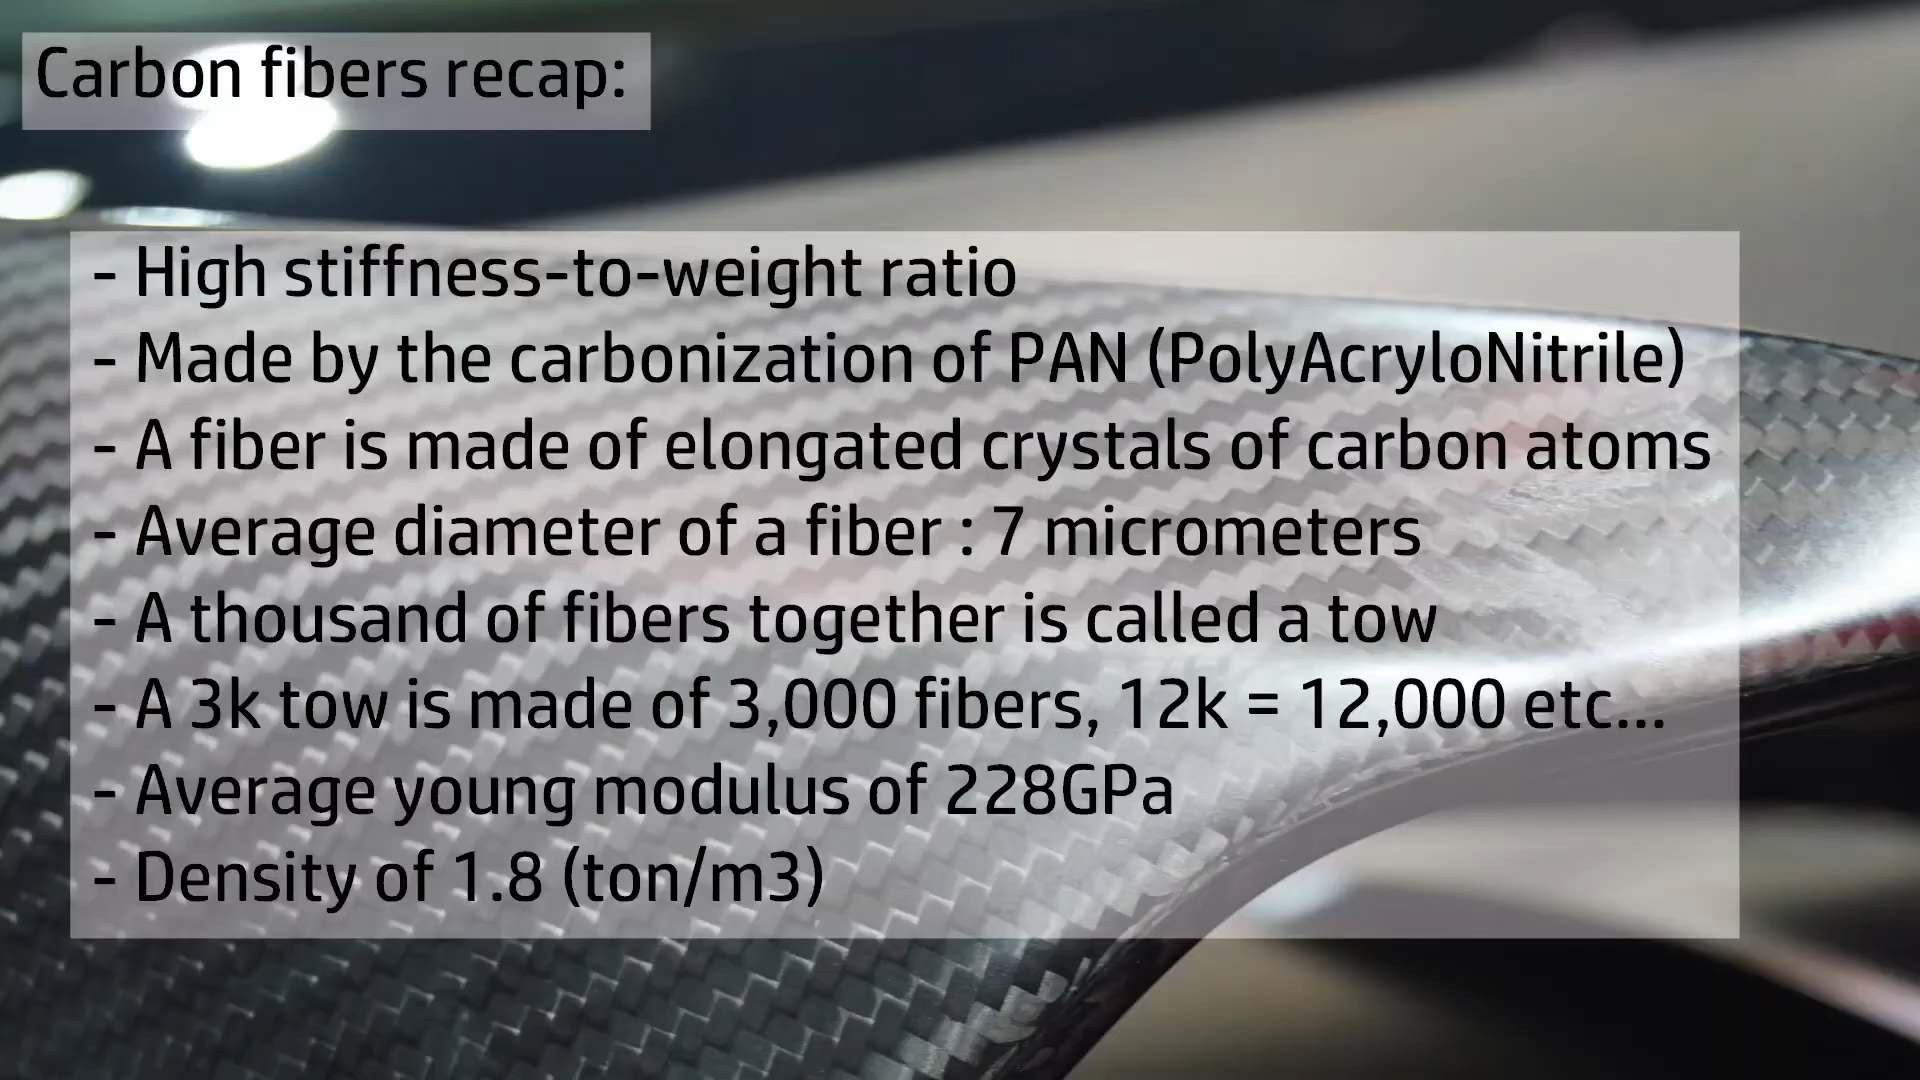 Carbon fibers recap:
- High stiffness-to-weight ratio
- Made by the carbonization of PAN (PolyAcryloNitrile)
- A fiber is made of elongated crystals of carbon atoms
- Average diameter of a fiber : 7 micrometers
- A thousand of fibers together is called a tow
- A 3k tow is made of 3,000 fibers, 12k = 12,000 etc...
- Average young modulus of 228GPa
- Density of 1.8 (ton/m3)